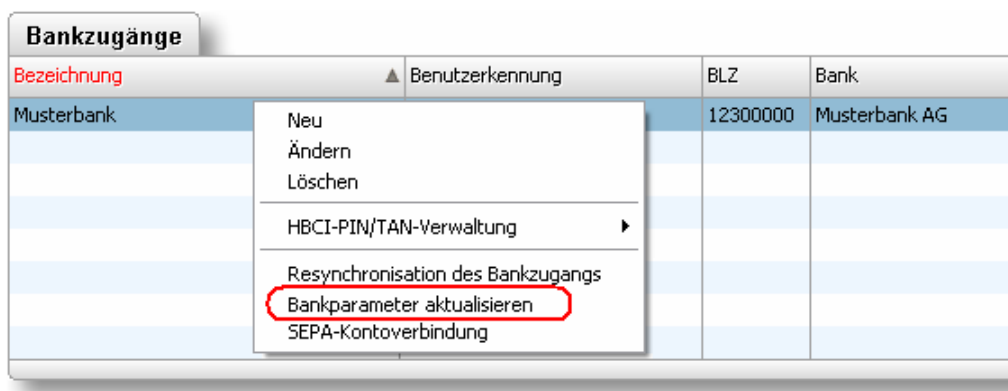 Bankzugänge
Bezeichnung Benutzerkennung BLZ Bank
Musterbank 12300000 Musterbank AG
Neu
Ändern
Löschen
HBCI-PIN/TAN-Verwaltung
Resynchronisation des Bankzugangs
Bankparameter aktualisieren
SEPA-Kontoverbindung